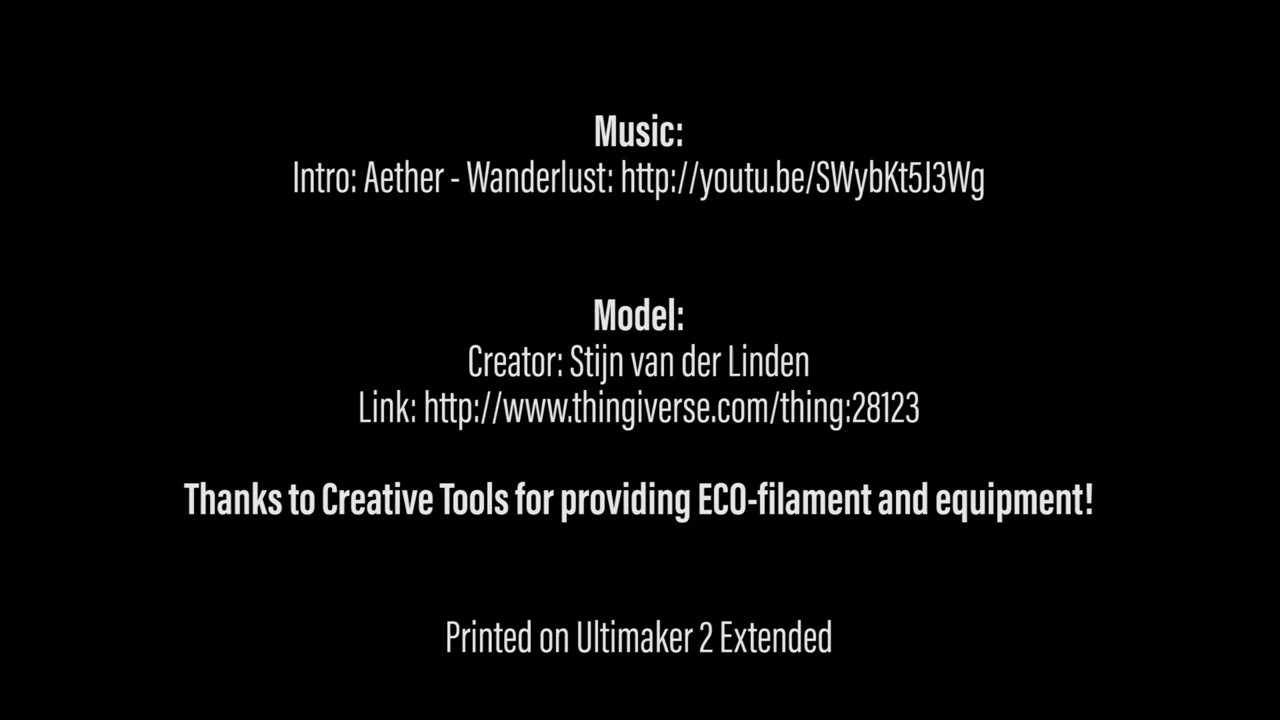 Music:
Intro: Aether - Wanderlust: http://youtu.be/SWybKt5J3Wg
Model:
Creator: Stijn van der Linden
Link: http://www.thingiverse.com/thing:28123
Thanks to Creative Tools for providing ECO-filament and equipment!
Printed on Ultimaker 2 Extended